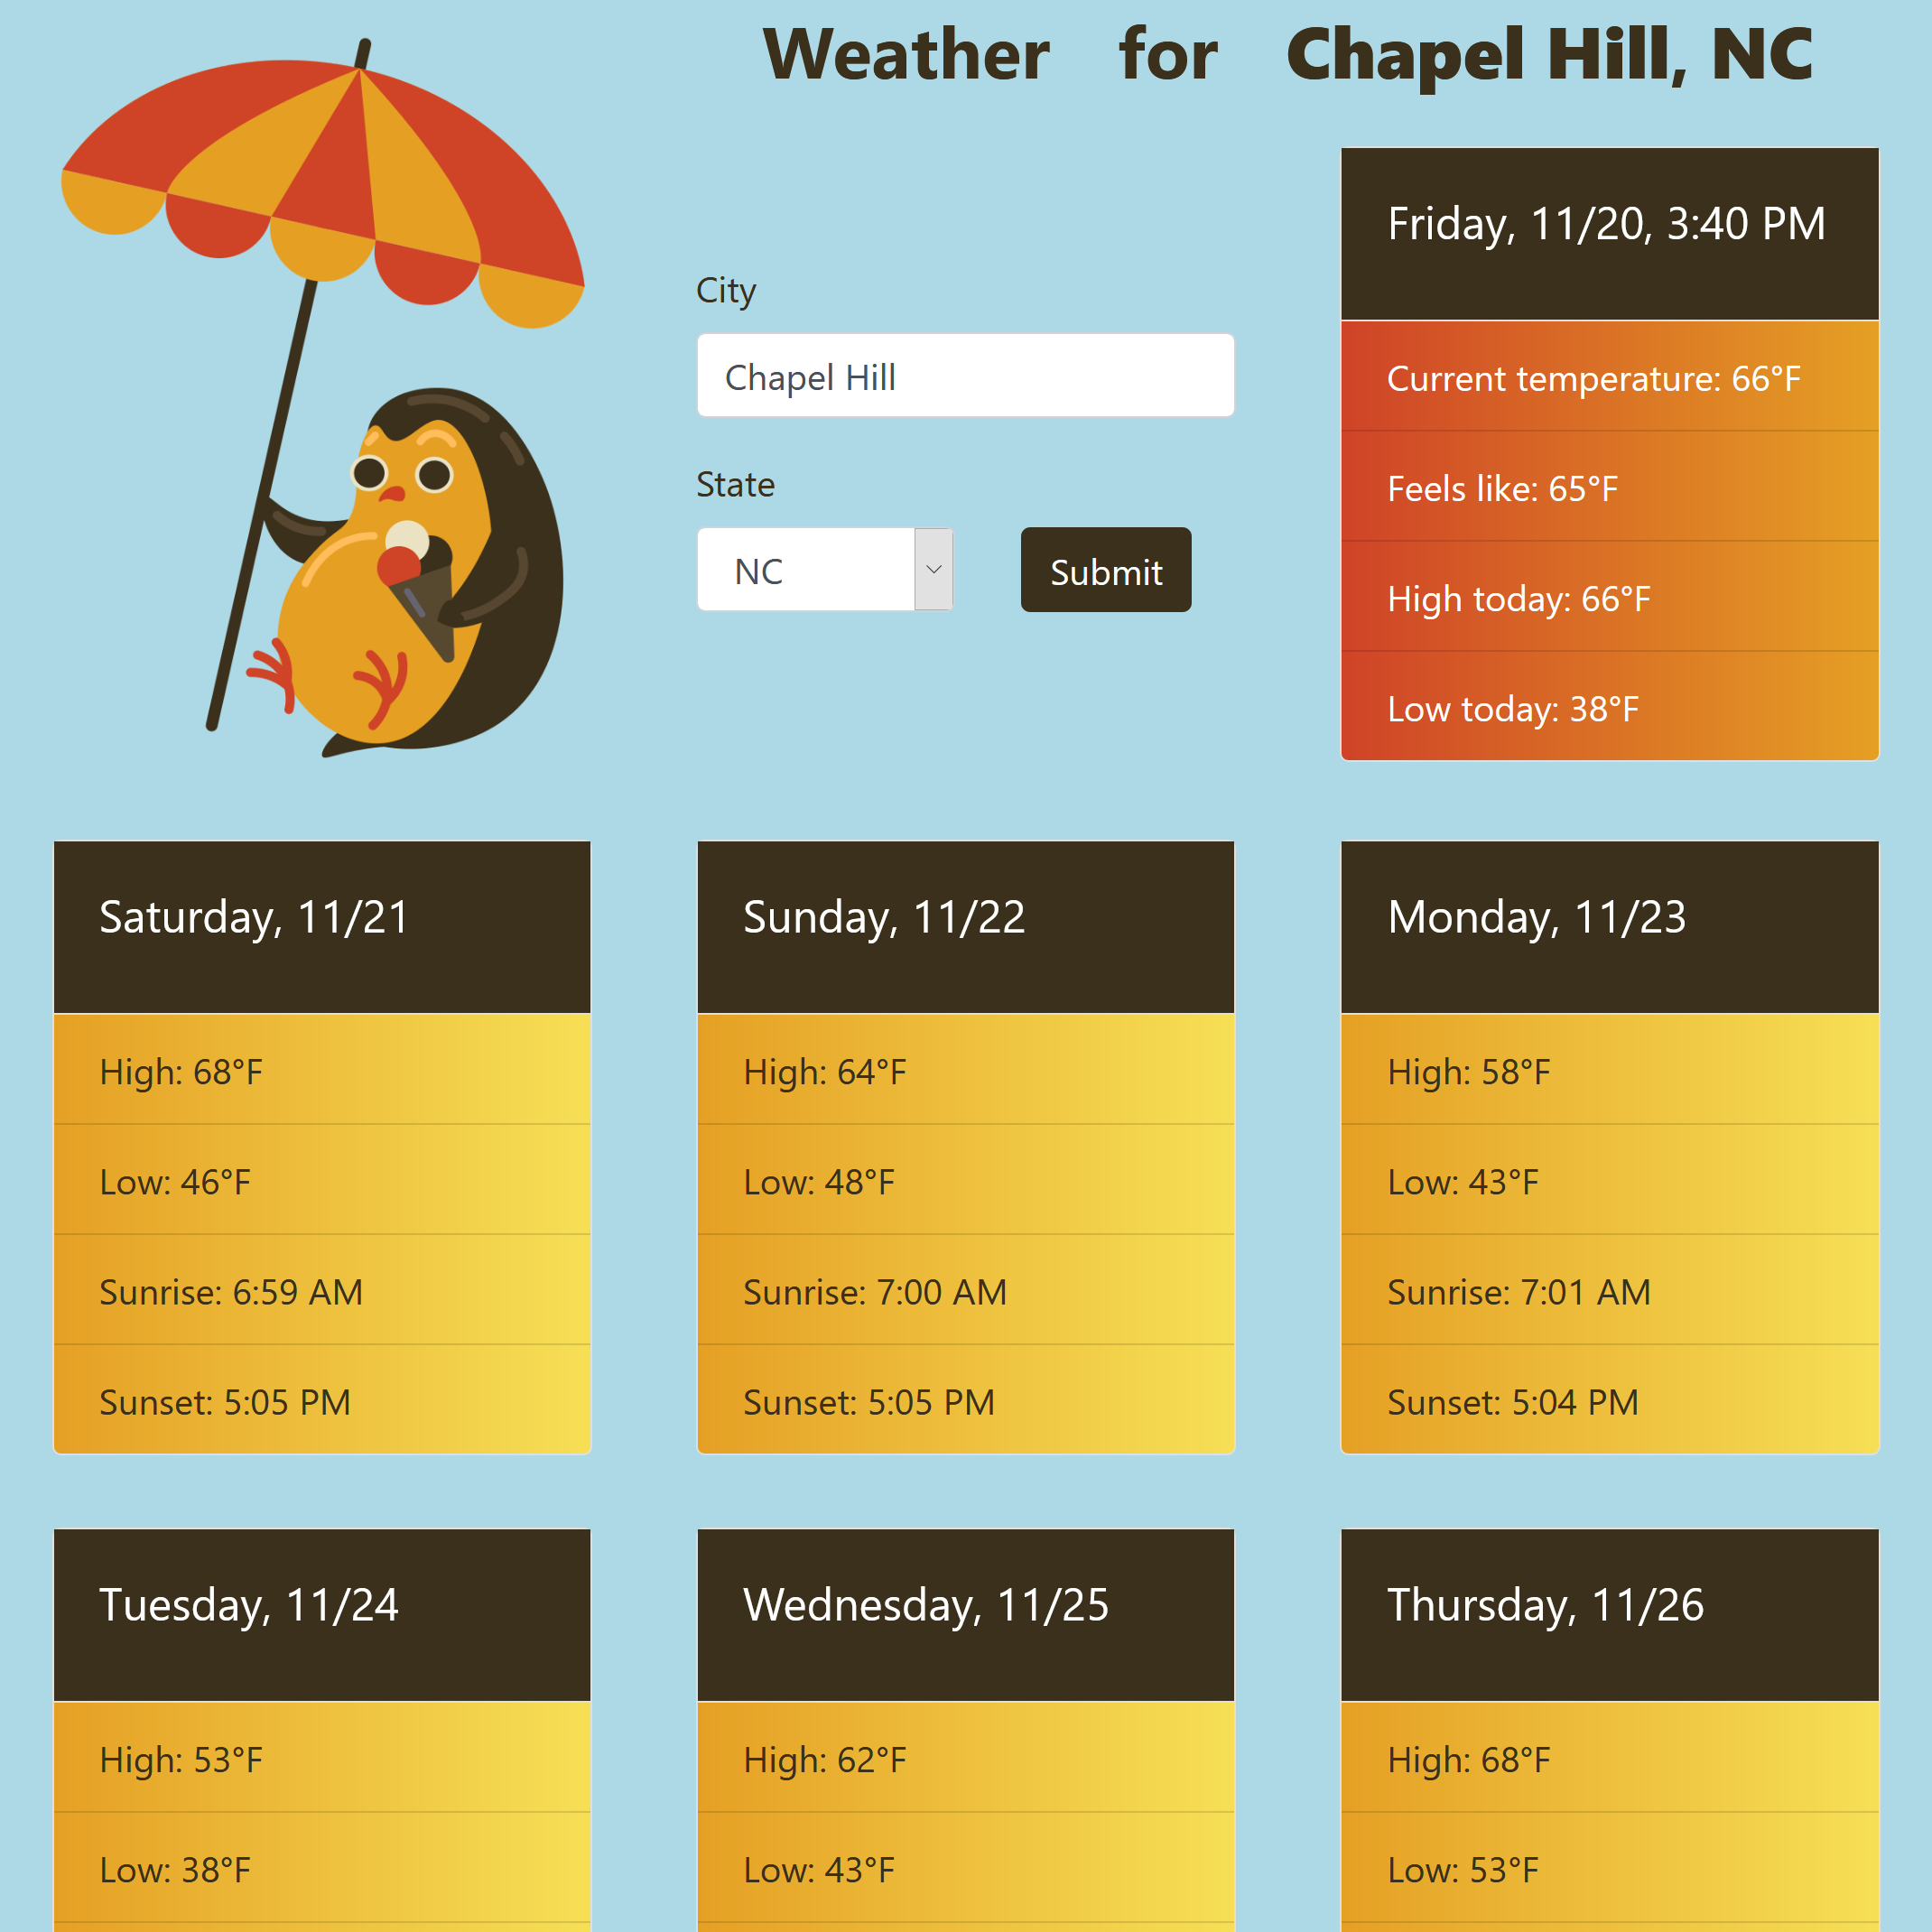 Weather for Chapel Hill, NC
City
Chapel Hill
State
NC
Submit
Friday, 11/20, 3:40 PM
Current temperature: 66°F
Feels like: 65°F
High today: 66°F
Low today: 38°F
Saturday, 11/21
High: 68°F
Low: 46°F
Sunrise: 6:59 AM
Sunset: 5:05 PM
Sunday, 11/22
High: 64°F
Low: 48°F
Sunrise: 7:00 AM
Sunset: 5:05 PM
Monday, 11/23
High: 58°F
Low: 43°F
Sunrise: 7:01 AM
Sunset: 5:04 PM
Tuesday, 11/24
High: 53°F
Low: 38°F
Wednesday, 11/25
High: 62°F
Low: 43°F
Thursday, 11/26
High: 68°F
Low: 53°F